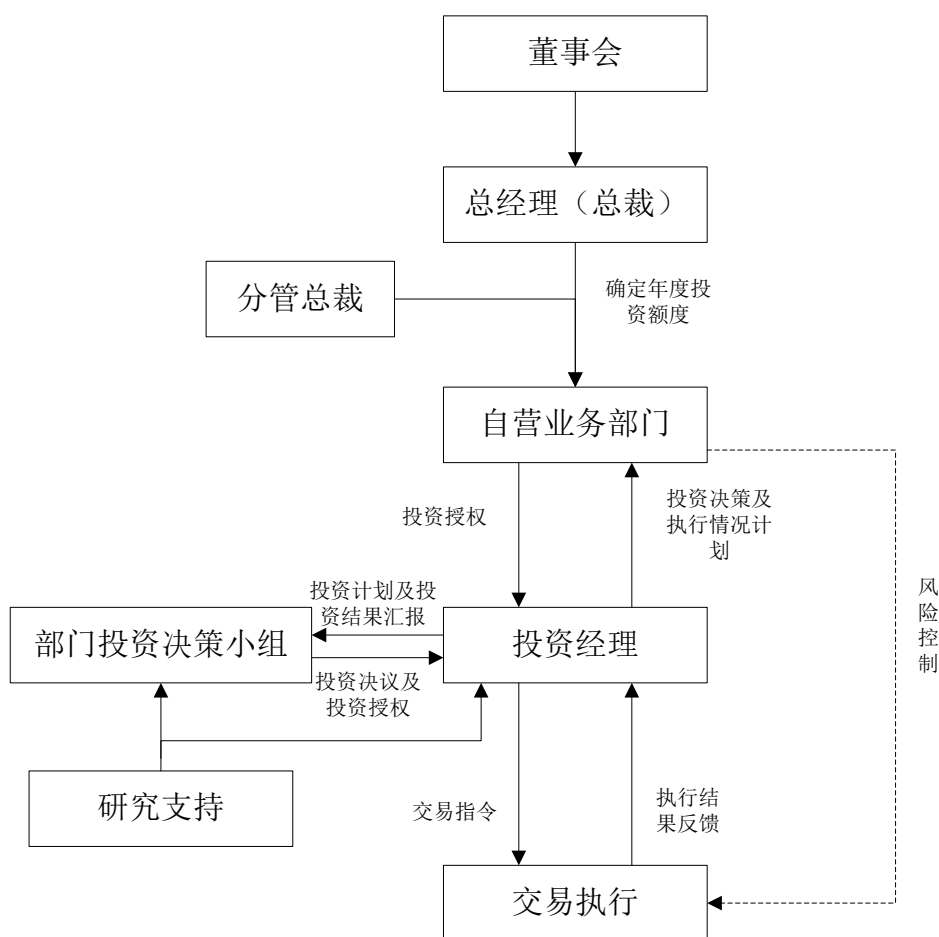 董事会
总经理（总裁）
分管总裁
确定年度投
资额度
自营业务部门
投资授权
投资决策及
执行情况计
划
投资计划及投
资结果汇报
部门投资决策小组
投资经理
投资决议及
投资授权
风
险
控
制
研究支持
交易指令
执行结
果反馈
交易执行